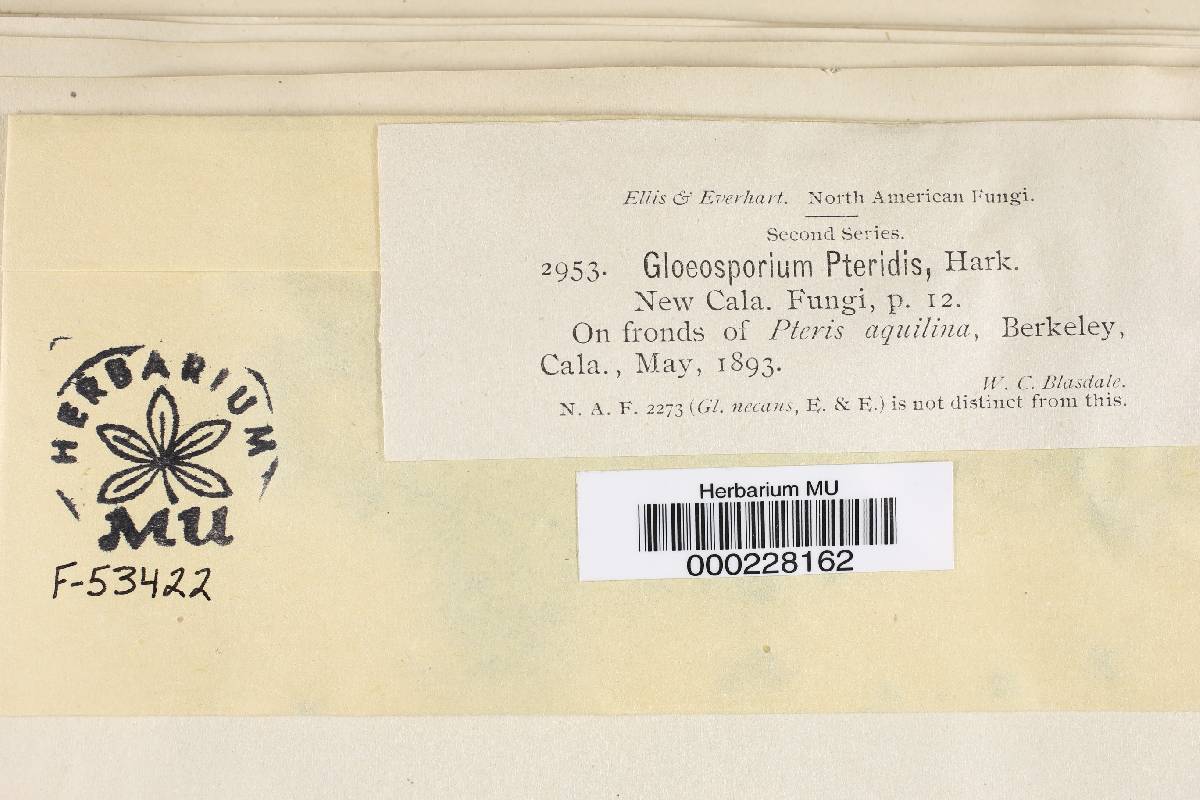 Ellis & Everhart. North American Fungi.
Second Series.
2953. Gloeosporium Pteridis, Hark.
New Cala. Fungi, p. 12.
On fronds of Pteris aquilina, Berkeley,
Cala., May, 1893.
W. C. Blasdale.
N. A. F. 2273 (Gl. necans, E. & E.) is not distinct from this.
HERBARIUM
MU
F-53422
Herbarium MU
000228162